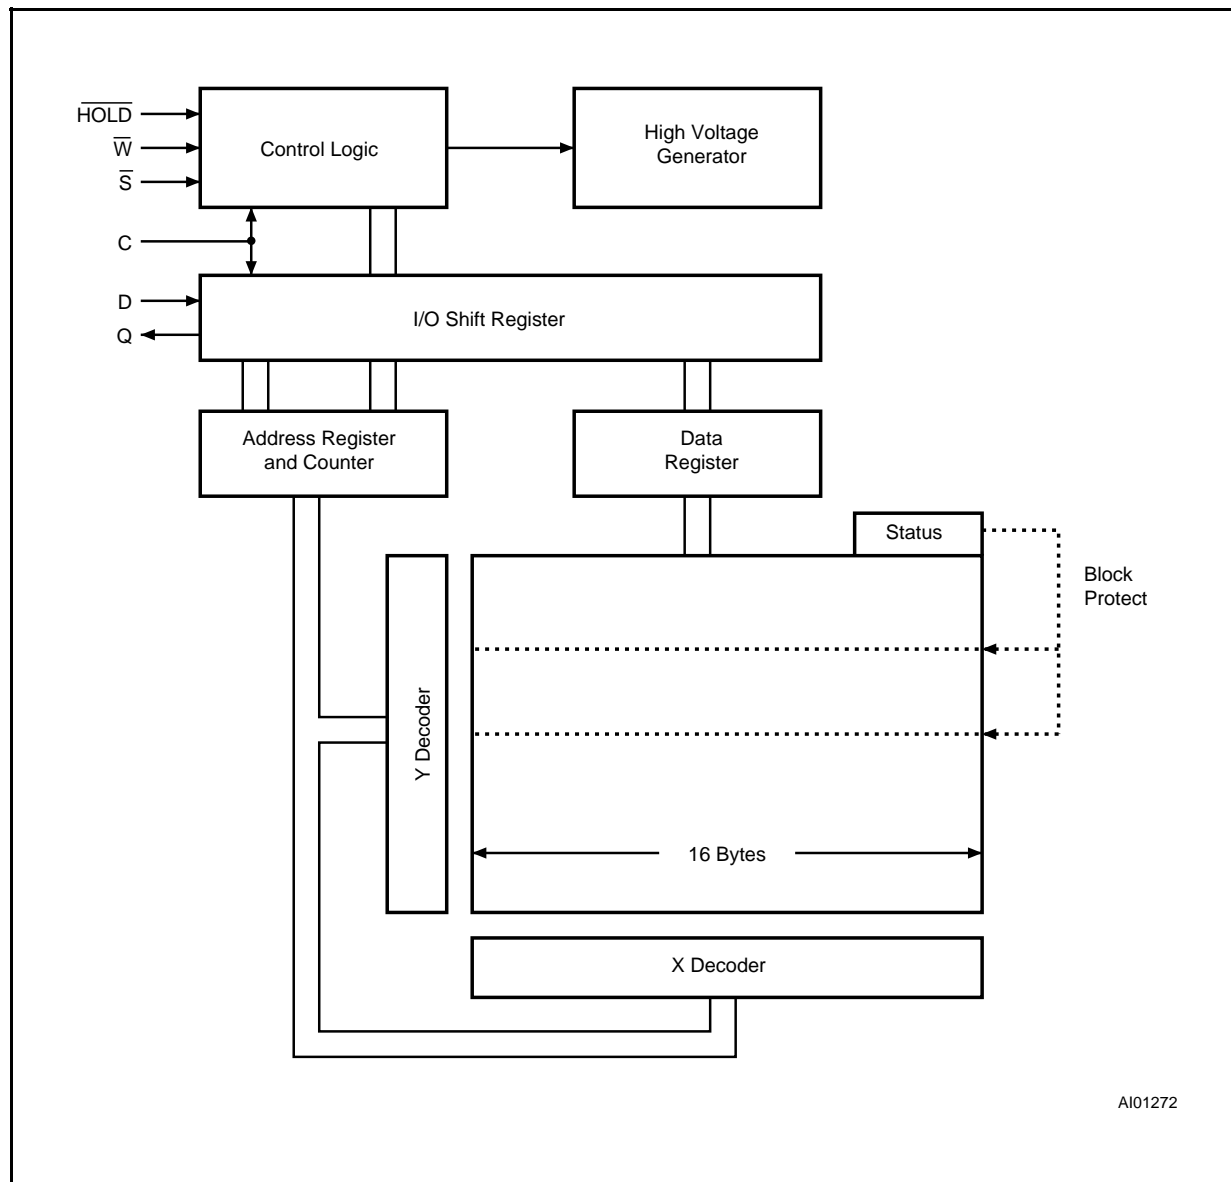 HOLD
W
S
C
D
Q
Control Logic
High Voltage
Generator
I/O Shift Register
Address Register
and Counter
Data
Register
Status
Block
Protect
Y Decoder
16 Bytes
X Decoder
AI01272